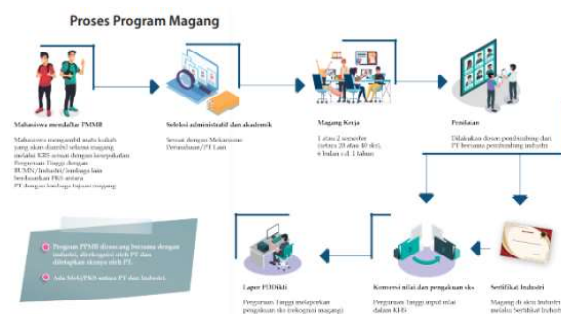 Proses Program Magang
Mahasiswa mendaftar PMMB
Mahasiswa mengambil mata kuliah
yang akan diambil selama magang
melalui KRS sesuai dengan kesepakatan
Perguruan Tinggi dengan
BUMN/Industri/lembaga lain
berdasarkan PKS antara
PT dengan lembaga tujuan magang
Seleksi administratif dan akademik
Sesuai dengan Mekanisme
Perusahaan/PT Lain
Magang Kerja
1 atau 2 semester
(setara 20 atau 40 sks),
6 bulan s.d. 1 tahun
Penilaian
Dilakukan dosen pembimbing dari
PT bersama pembimbing industri
Program PPMB dirancang bersama dengan
industri, direkognisi oleh PT dan
ditetapkan sksnya oleh PT.
Ada MoU/PKS antara PT dan Industri.
Lapor PDDikti
Perguruan Tinggi melaporkan
pengakuan sks (rekognisi magang)
Konversi nilai dan pengakuan sks
Perguruan Tinggi input nilai
dalam KHS
Sertifikat Industri
Magang di akui Industri
melalui Sertifikat Industri